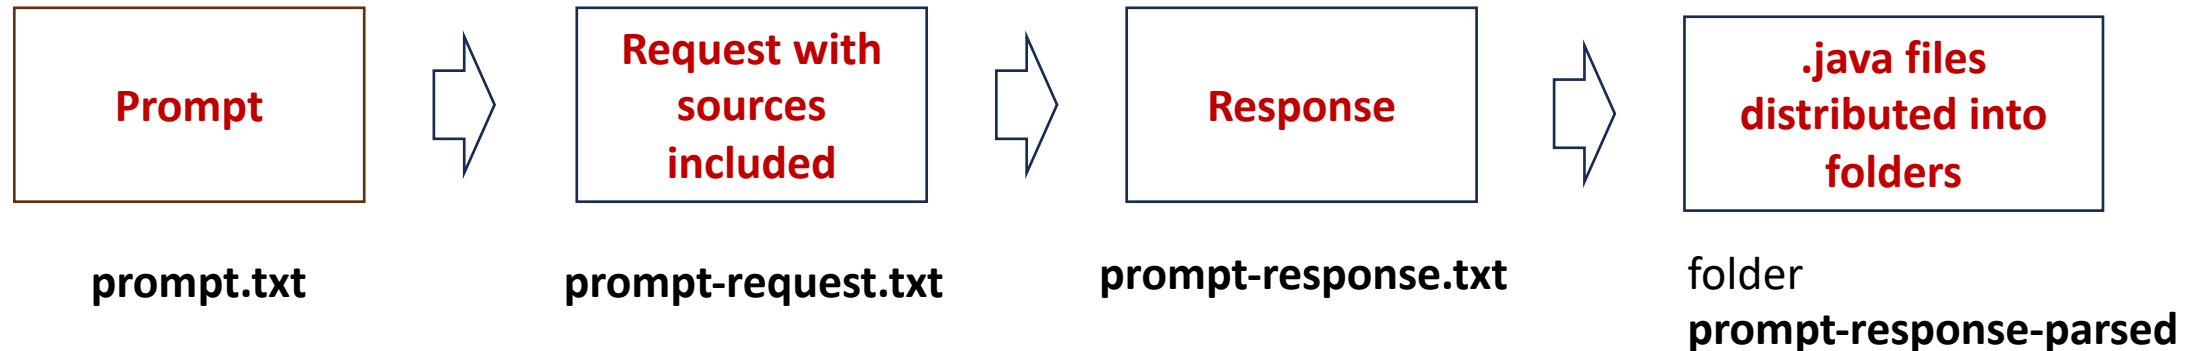 Prompt
Request with
sources
included
Response
.java files
distributed into
folders
prompt.txt
prompt-request.txt
prompt-response.txt
folder
prompt-response-parsed